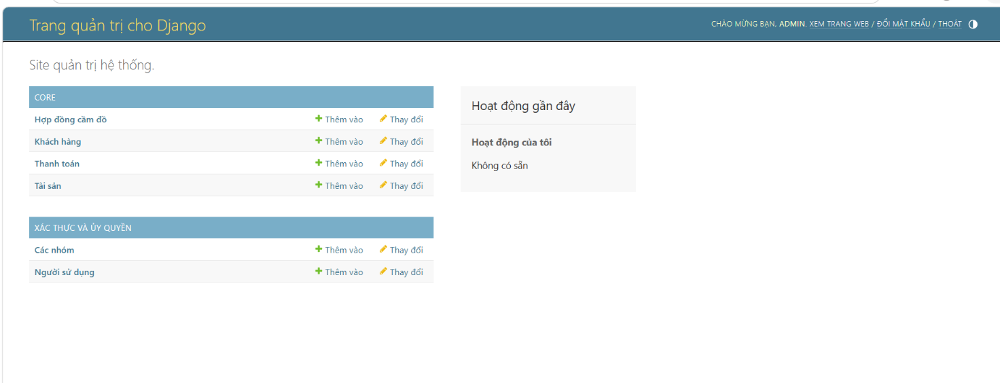 Trang quản trị cho Django
CHÀO MỪNG BẠN, ADMIN. XEM TRANG WEB / ĐỔI MẬT KHẨU / THOÁT
Site quản trị hệ thống.
CORE
Hợp đồng cầm đồ Thêm vào Thay đổi
Khách hàng Thêm vào Thay đổi
Thanh toán Thêm vào Thay đổi
Tài sản Thêm vào Thay đổi
XÁC THỰC VÀ ỦY QUYỀN
Các nhóm Thêm vào Thay đổi
Người sử dụng Thêm vào Thay đổi
Hoạt động gần đây
Hoạt động của tôi
Không có sẵn